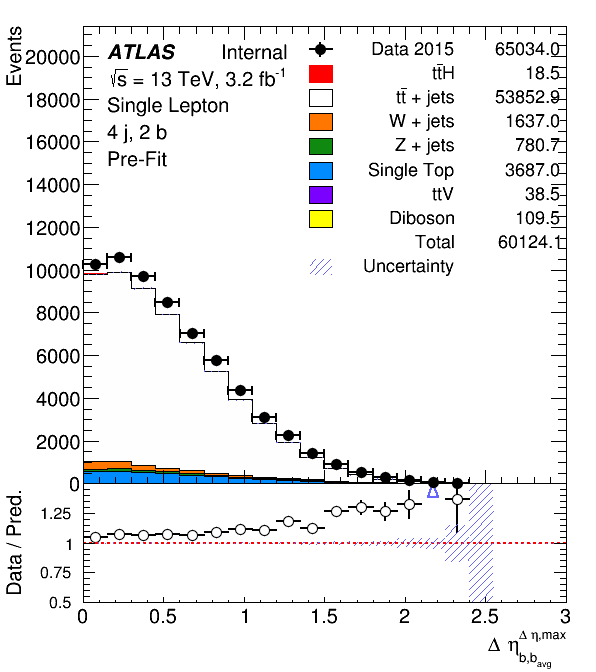 Events
20000
18000
16000
14000
12000
10000
8000
6000
4000
2000
0
ATLAS Internal
√s = 13 TeV, 3.2 fb⁻¹
Single Lepton
4 j, 2 b
Pre-Fit
Data 2015 65034.0
tt̄H 18.5
tt̄ + jets 53852.9
W + jets 1637.0
Z + jets 780.7
Single Top 3687.0
ttV 38.5
Diboson 109.5
Total 60124.1
Uncertainty
Data / Pred.
1.25
1
0.75
0.5
0 0.5 1 1.5 2 2.5 3
Δ η b,b avg Δ η,max